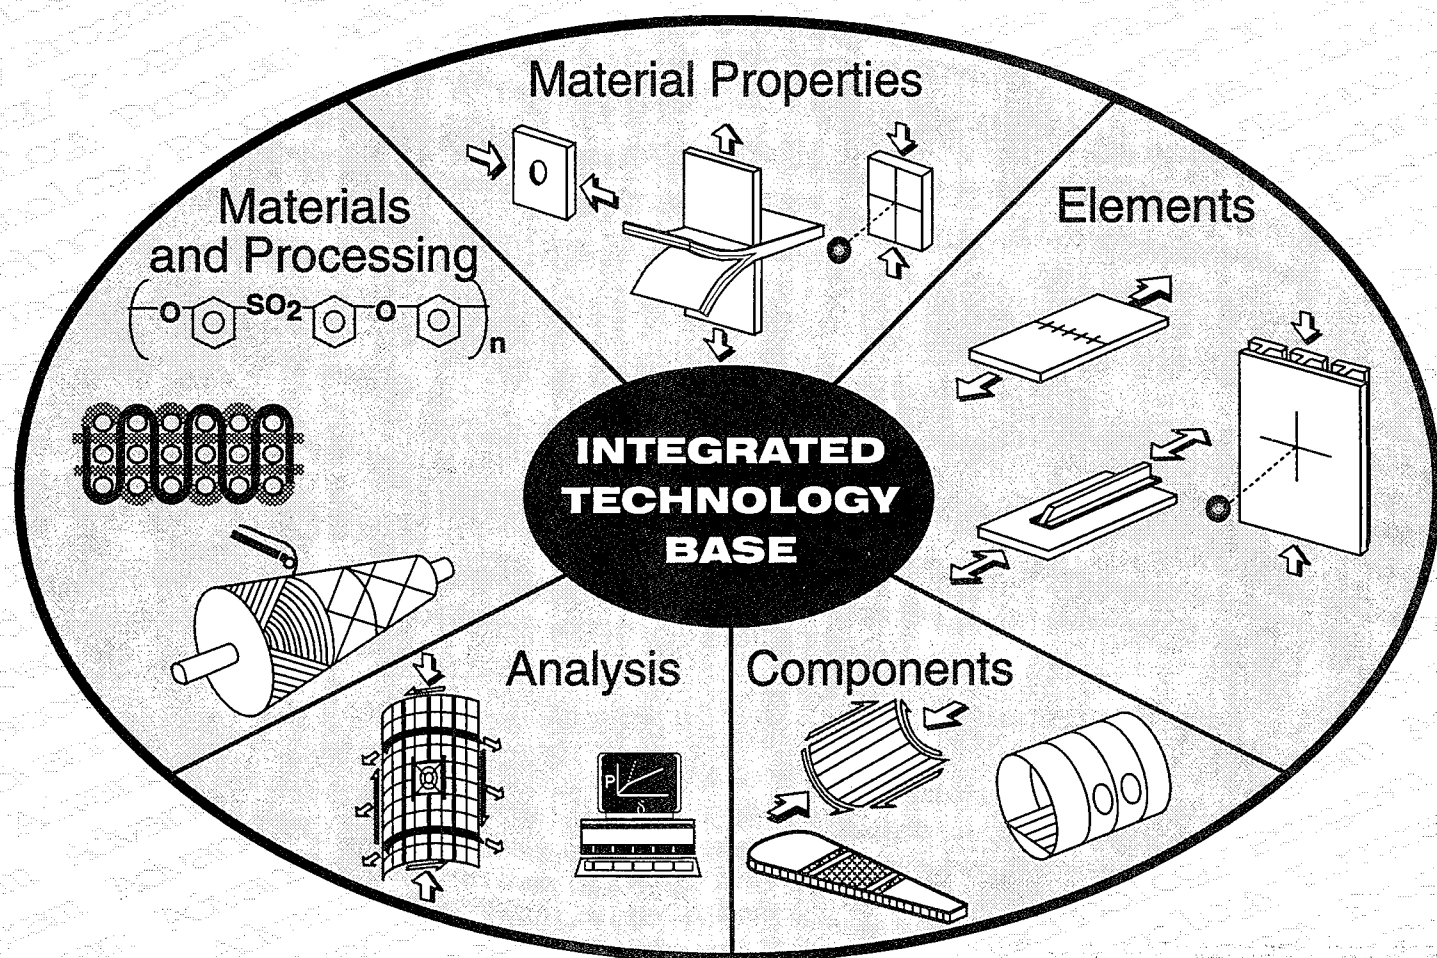 Material Properties
Materials
and Processing
O SO2 O
n
Elements
INTEGRATED
TECHNOLOGY
BASE
Analysis
P
δ
Components